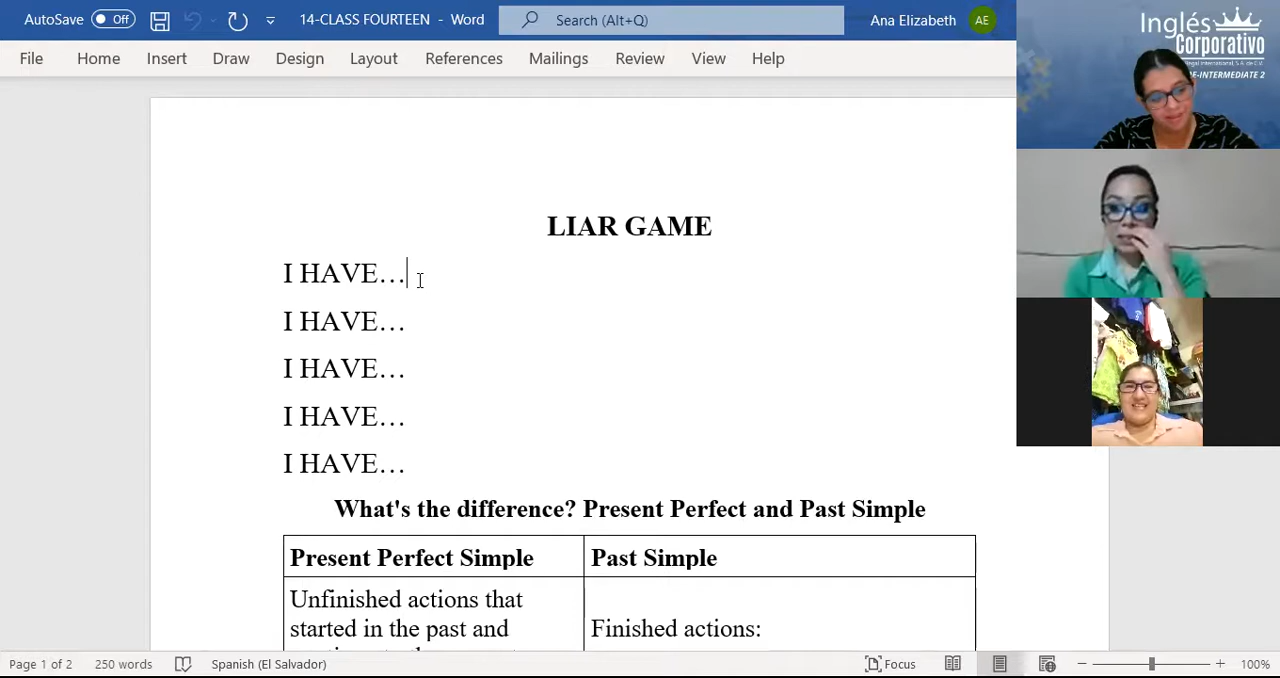 AutoSave Off 14-CLASS FOURTEEN - Word Search (Alt+Q) Ana Elizabeth AE
File Home Insert Draw Design Layout References Mailings Review View Help
Inglés
Corporativo
E-INTERMEDIATE 2
LIAR GAME
I HAVE…
I HAVE…
I HAVE…
I HAVE…
I HAVE…
What's the difference? Present Perfect and Past Simple
Present Perfect Simple Past Simple
Unfinished actions that
started in the past and
Finished actions:
Page 1 of 2 250 words Spanish (El Salvador) Focus 100%